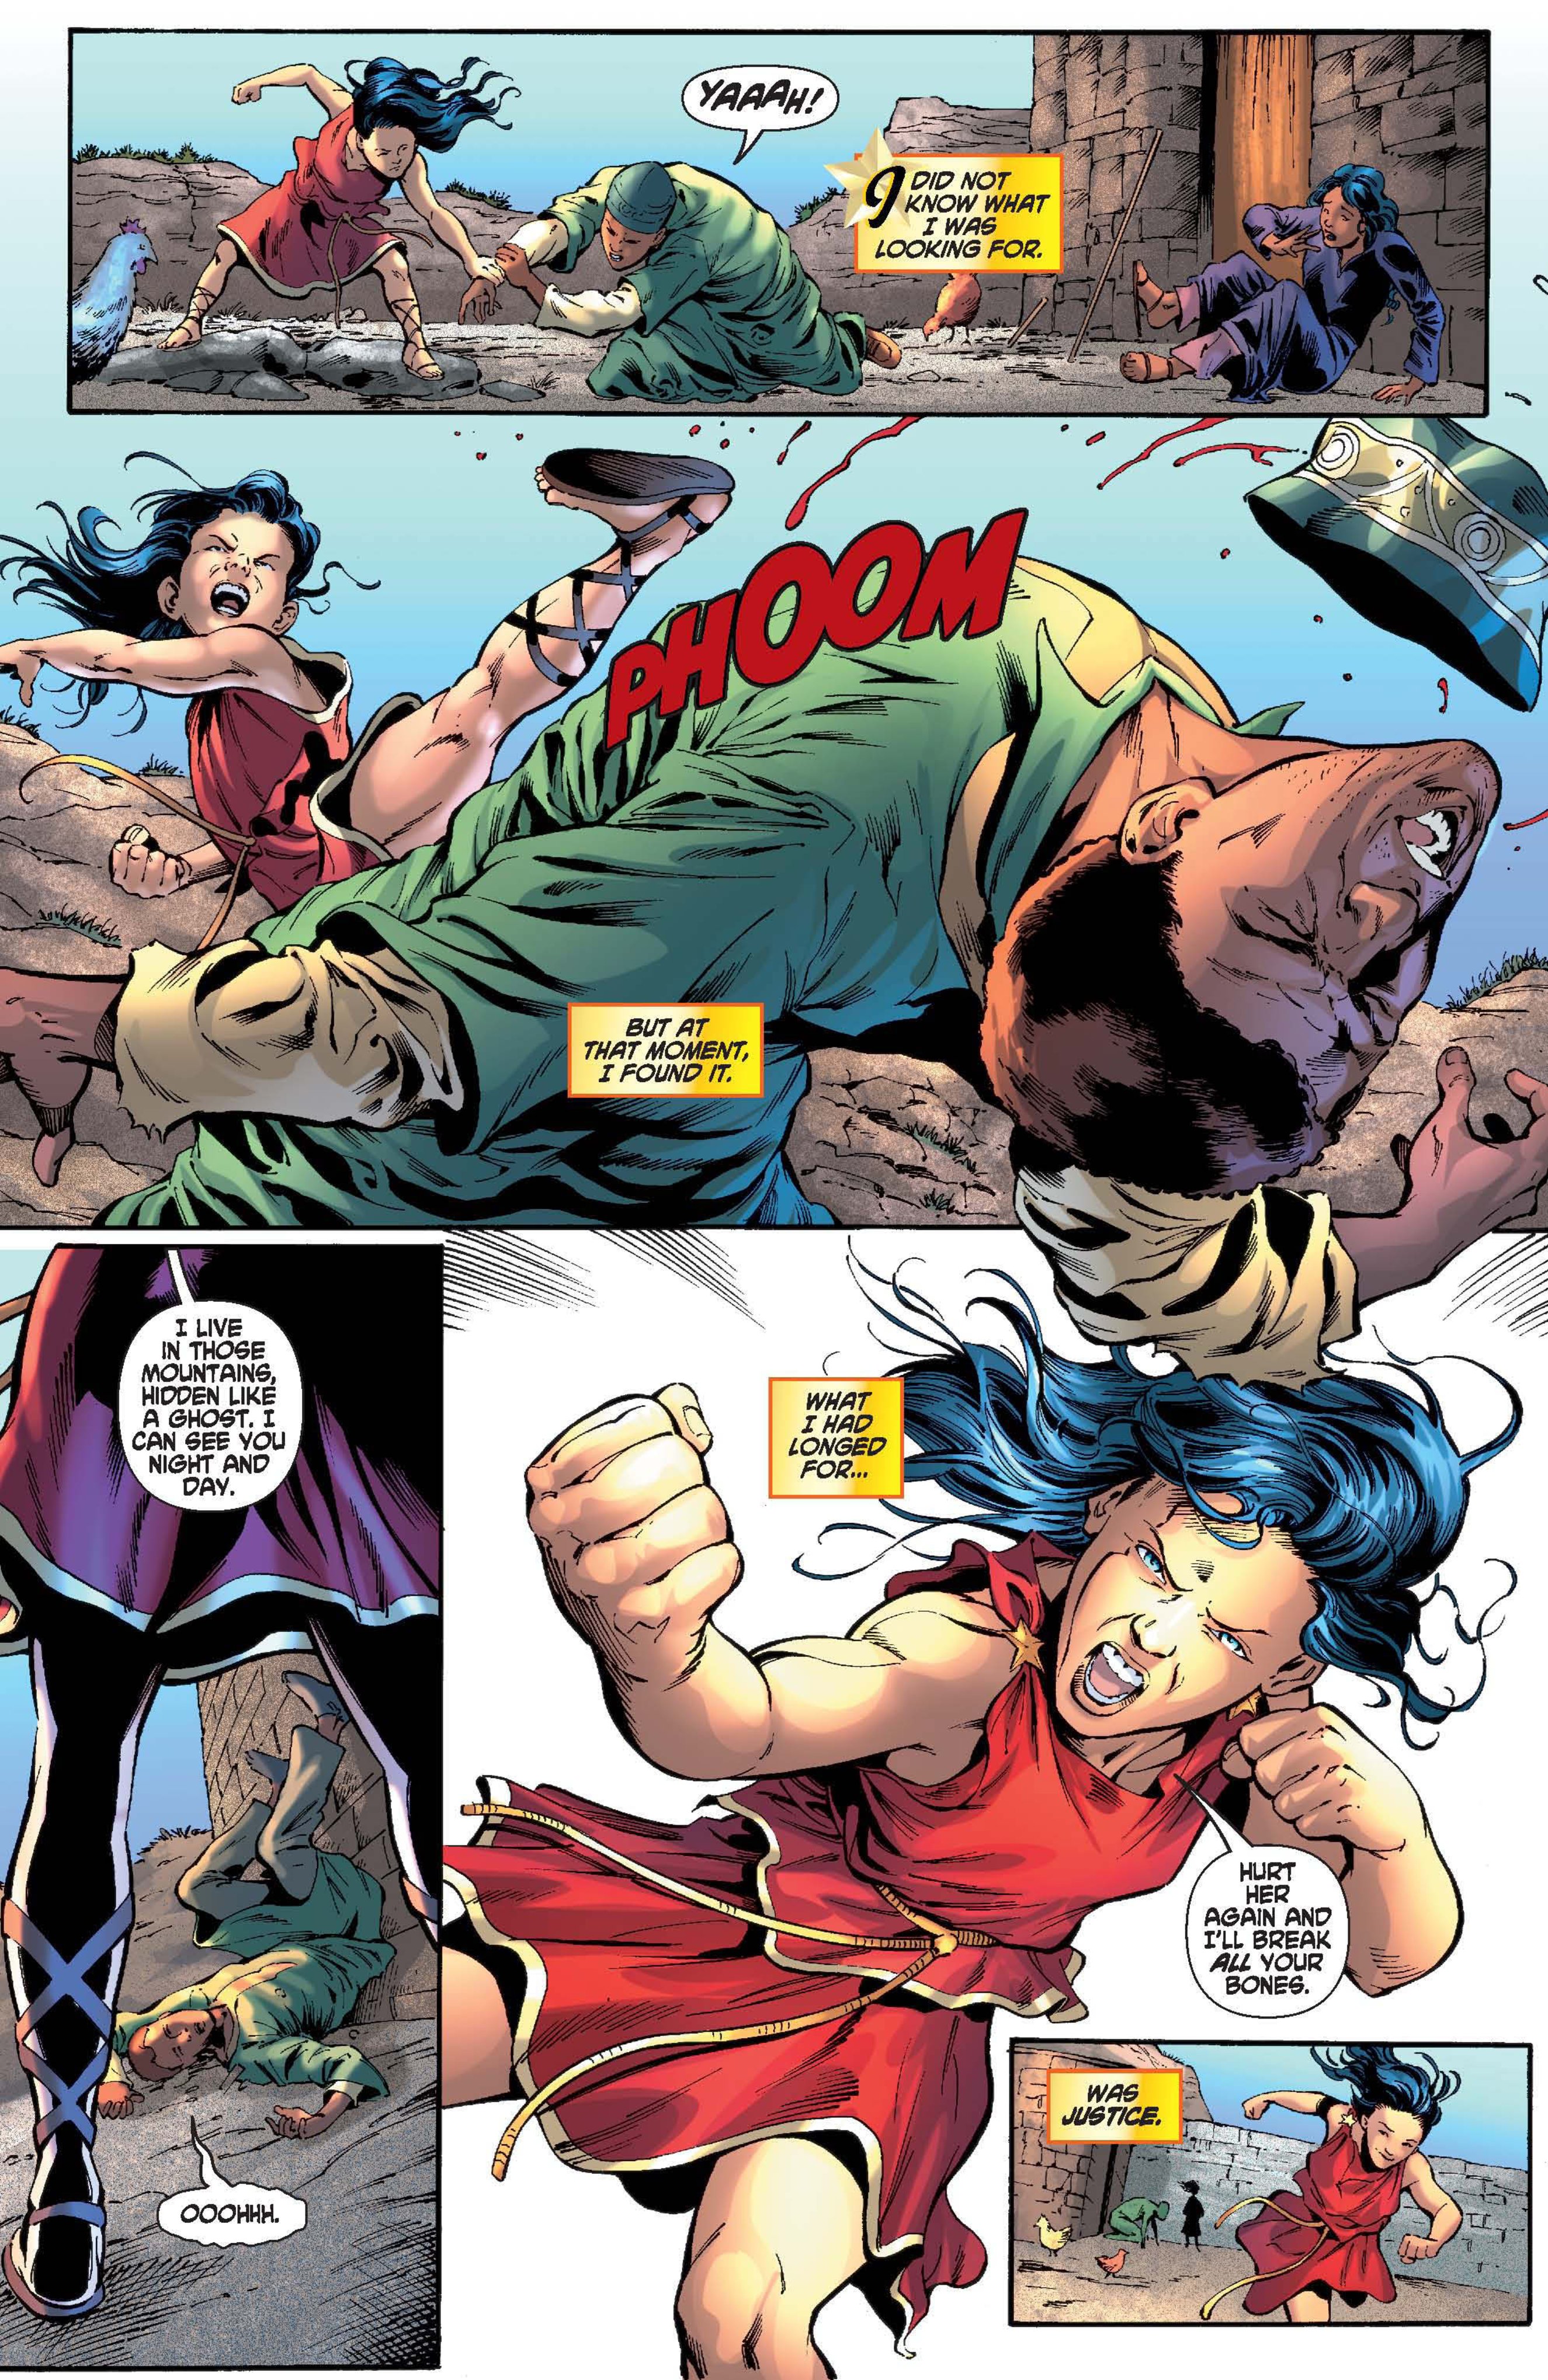 YAAAH!
I DID NOT
KNOW WHAT
I WAS
LOOKING FOR.
PHOOM
BUT AT
THAT MOMENT,
I FOUND IT.
I LIVE
IN THOSE
MOUNTAINS,
HIDDEN LIKE
A GHOST. I
CAN SEE YOU
NIGHT AND
DAY.
OOOHHH.
WHAT
I HAD
LONGED
FOR...
HURT
HER
AGAIN AND
I'LL BREAK
ALL YOUR
BONES.
WAS
JUSTICE.